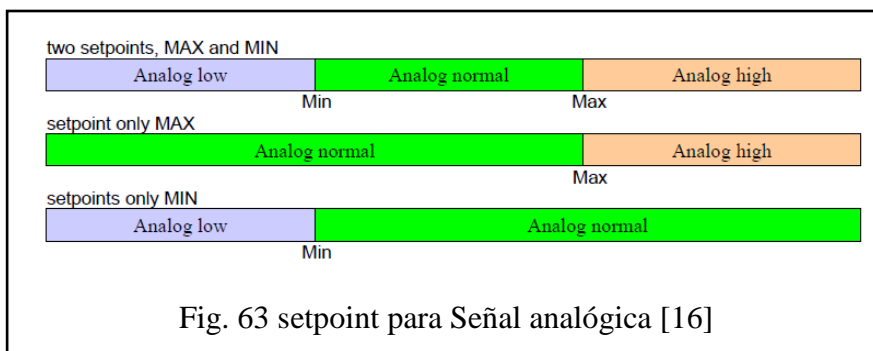 two setpoints, MAX and MIN
Analog low Analog normal Analog high
Min Max
setpoint only MAX
Analog normal Analog high
Max
setpoints only MIN
Analog low Analog normal
Min
Fig. 63 setpoint para Señal analógica [16]